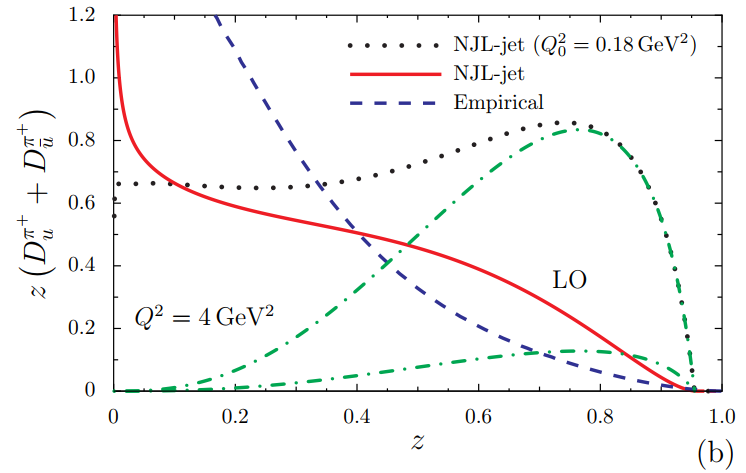 1.2
1.0
0.8
0.6
0.4
0.2
0
z (D_u^{π^+} + D_{\bar{u}}^{π^+})
NJL-jet (Q_0^2 = 0.18 GeV^2)
NJL-jet
Empirical
LO
Q^2 = 4 GeV^2
0 0.2 0.4 0.6 0.8 1.0
z
(b)